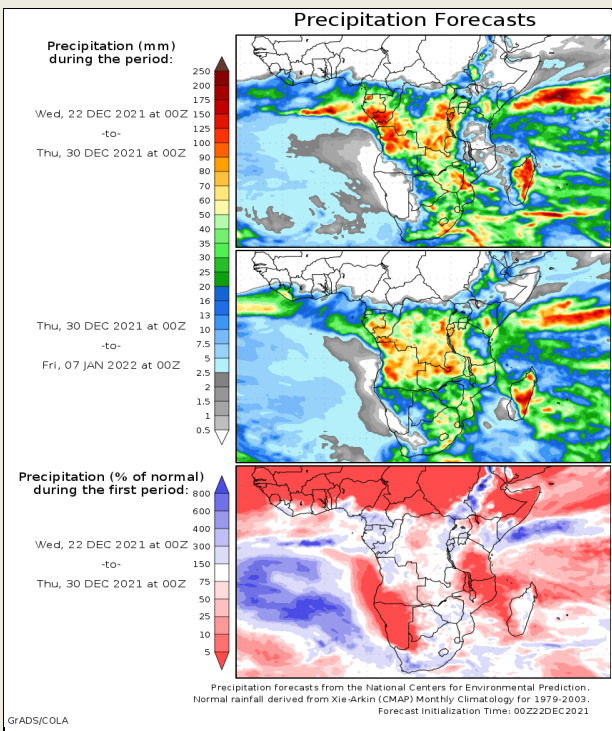 Precipitation Forecasts
Precipitation (mm)
during the period:
Wed, 22 DEC 2021 at 00Z
-to-
Thu, 30 DEC 2021 at 00Z
250
200
175
150
125
100
90
80
70
60
50
40
35
30
25
20
16
13
10
7.5
5
2.5
2
1.5
1
0.5
Thu, 30 DEC 2021 at 00Z
-to-
Fri, 07 JAN 2022 at 00Z
Precipitation (% of normal)
during the first period:
Wed, 22 DEC 2021 at 00Z
-to-
Thu, 30 DEC 2021 at 00Z
800
600
400
300
150
75
50
25
10
5
Precipitation forecasts from the National Centers for Environmental Prediction.
Normal rainfall derived from Xie-Arkin (CMAP) Monthly Climatology for 1979-2003.
Forecast Initialization Time: 00Z22DEC2021
GrADS/COLA